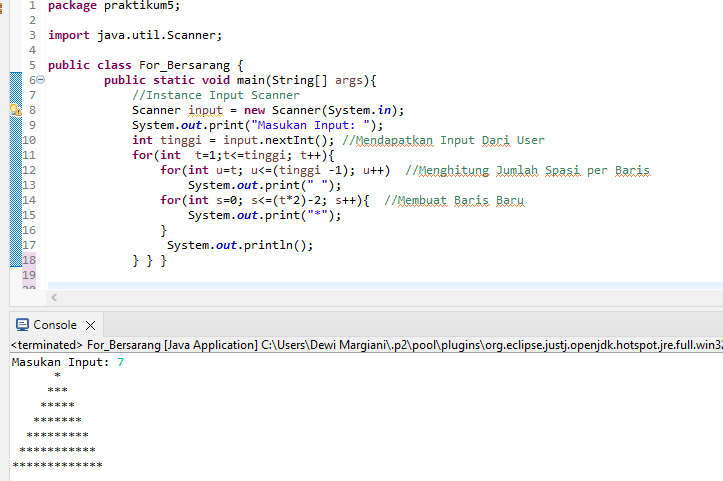 1 package praktikum5;
2
3 import java.util.Scanner;
4
5 public class For_Bersarang {
6 public static void main(String[] args){
7 //Instance Input Scanner
8 Scanner input = new Scanner(System.in);
9 System.out.print("Masukan Input: ");
10 int tinggi = input.nextInt(); //Mendapatkan Input Dari User
11 for(int  t=1;t<=tinggi; t++){
12 for(int u=t; u<=(tinggi -1); u++)  //Menghitung Jumlah Spasi per Baris
13 System.out.print(" ");
14 for(int s=0; s<=(t*2)-2; s++){  //Membuat Baris Baru
15 System.out.print("*");
16 }
17 System.out.println();
18 } } }
19
Console
<terminated> For_Bersarang [Java Application] C:\Users\Dewi Margiani\.p2\pool\plugins\org.eclipse.justj.openjdk.hotspot.jre.full.win32
Masukan Input: 7
      *
     ***
    *****
   *******
  *********
 ***********
*************